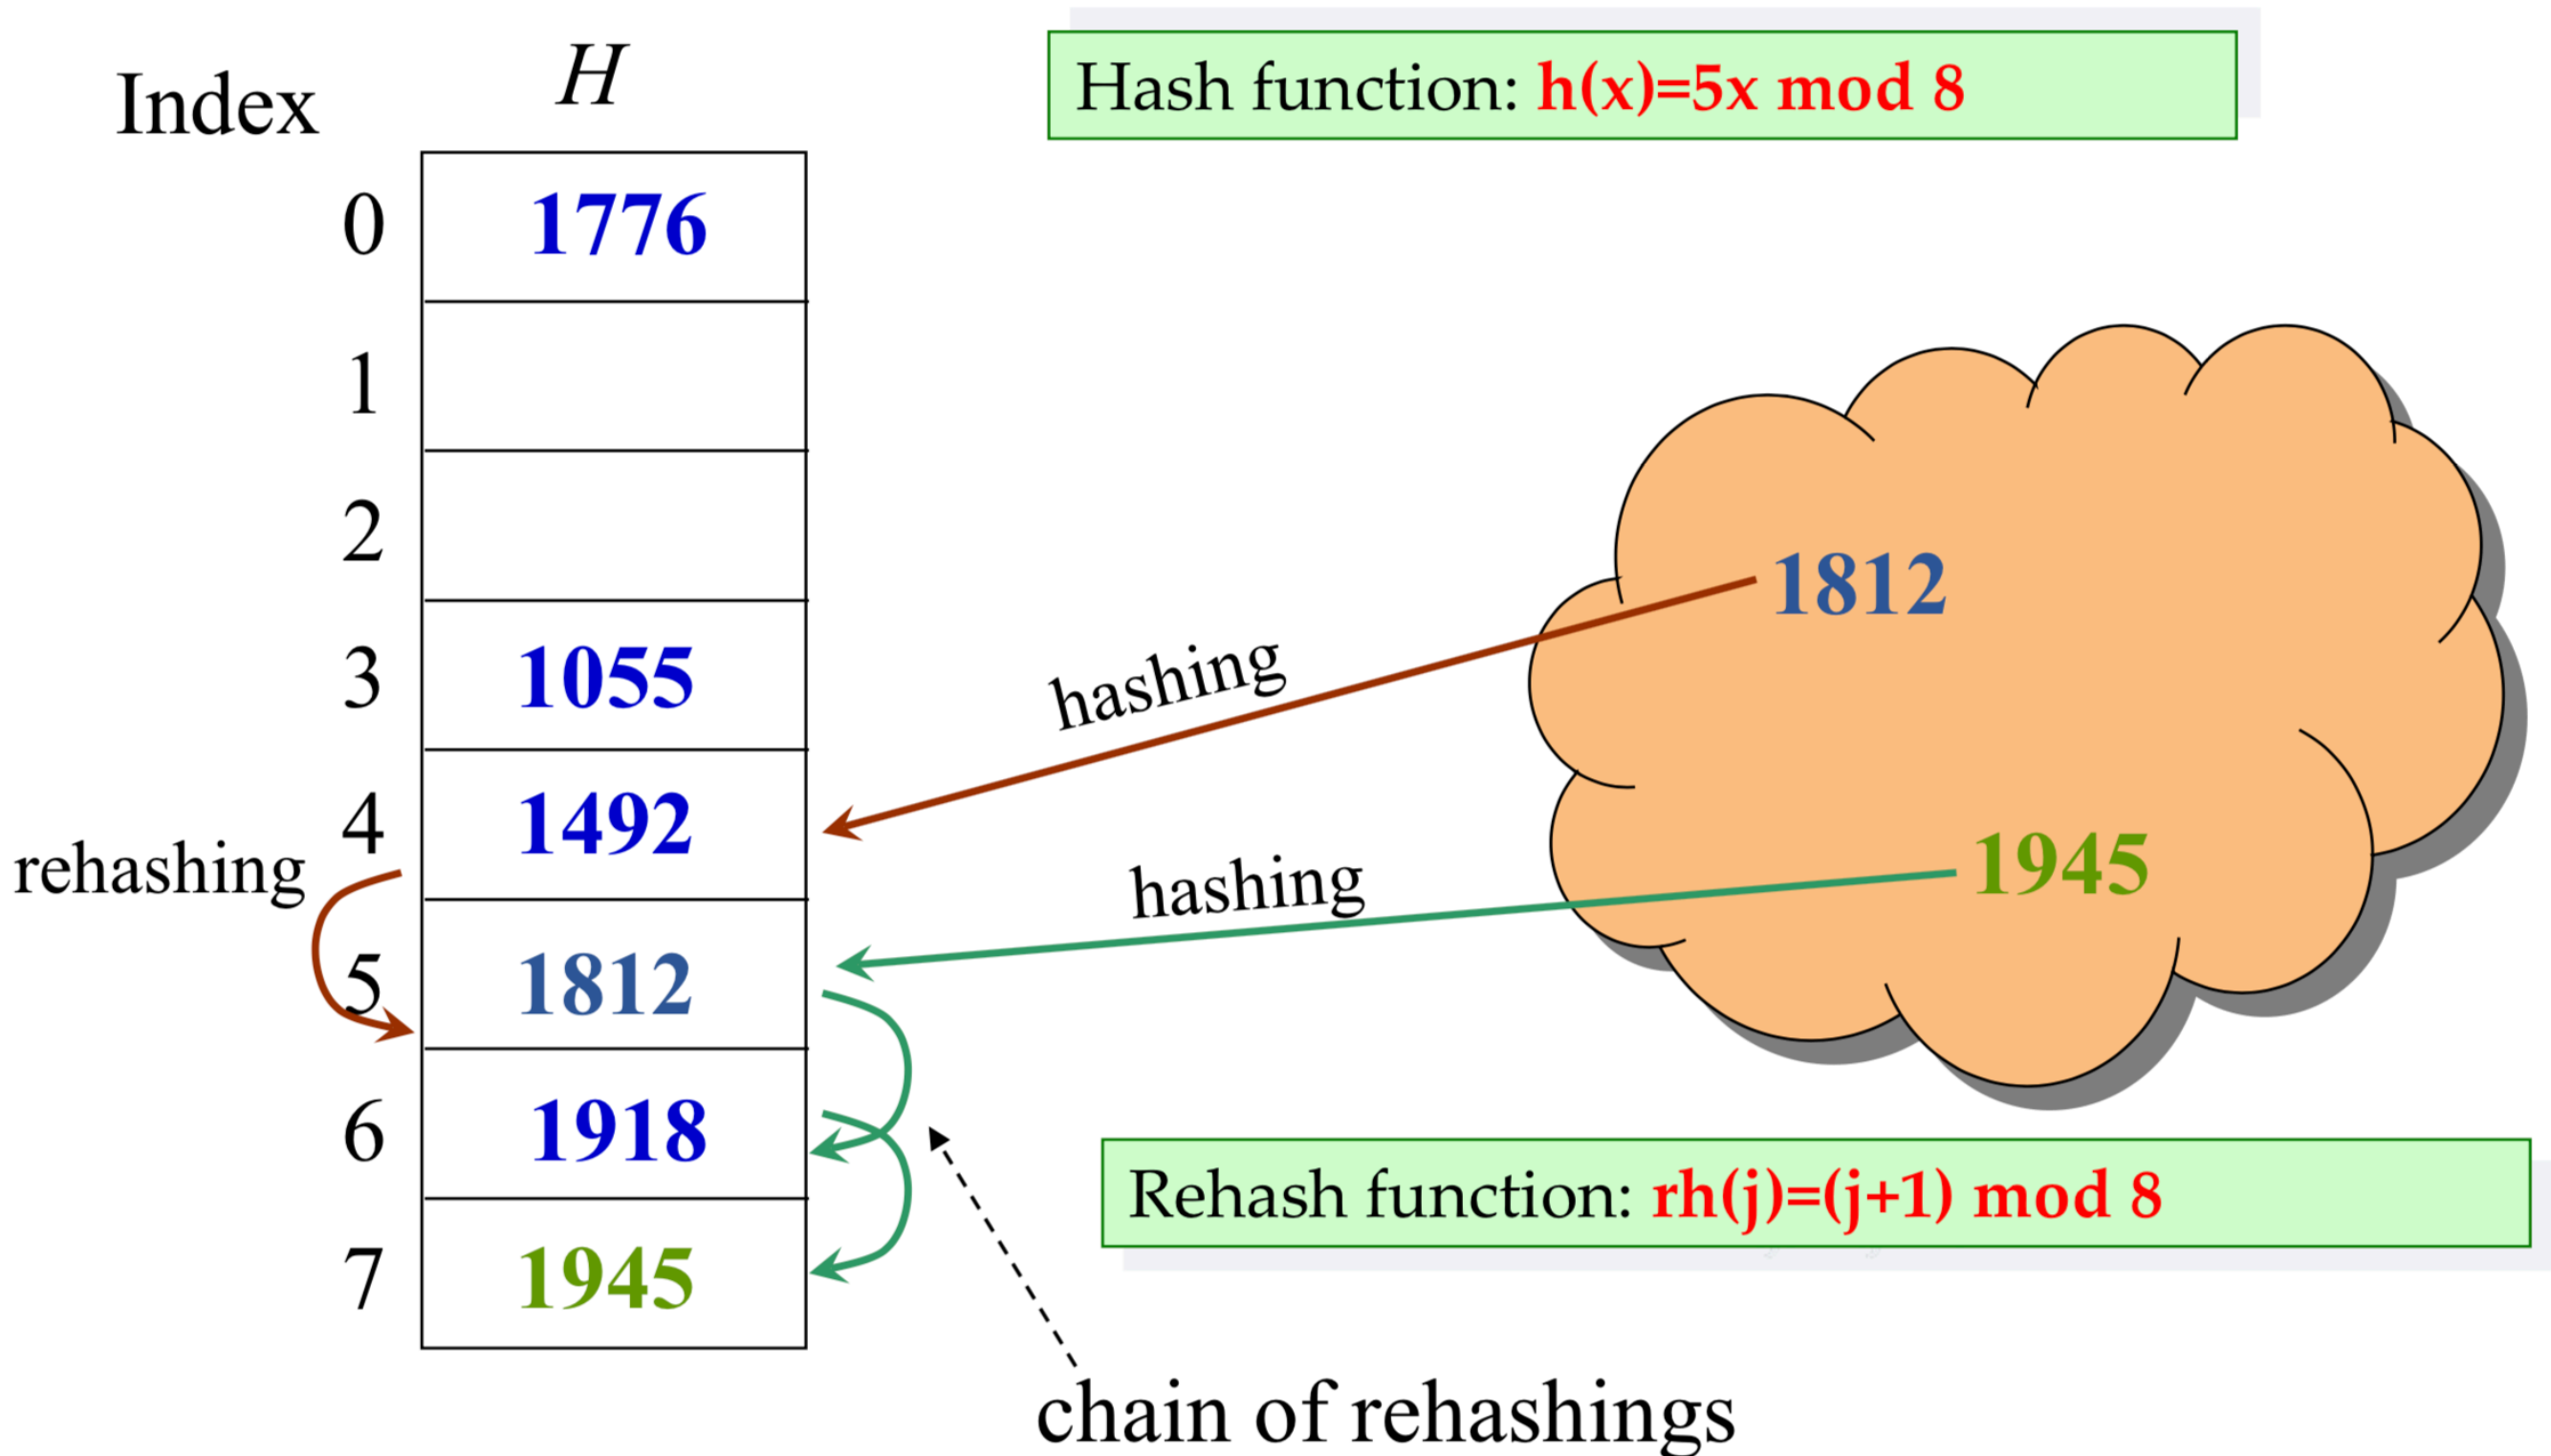 Index
H
Hash function: h(x)=5x mod 8
0 1776
1
2
3 1055
4 1492
5 1812
6 1918
7 1945
rehashing
hashing
1812
hashing
1945
Rehash function: rh(j)=(j+1) mod 8
chain of rehashings